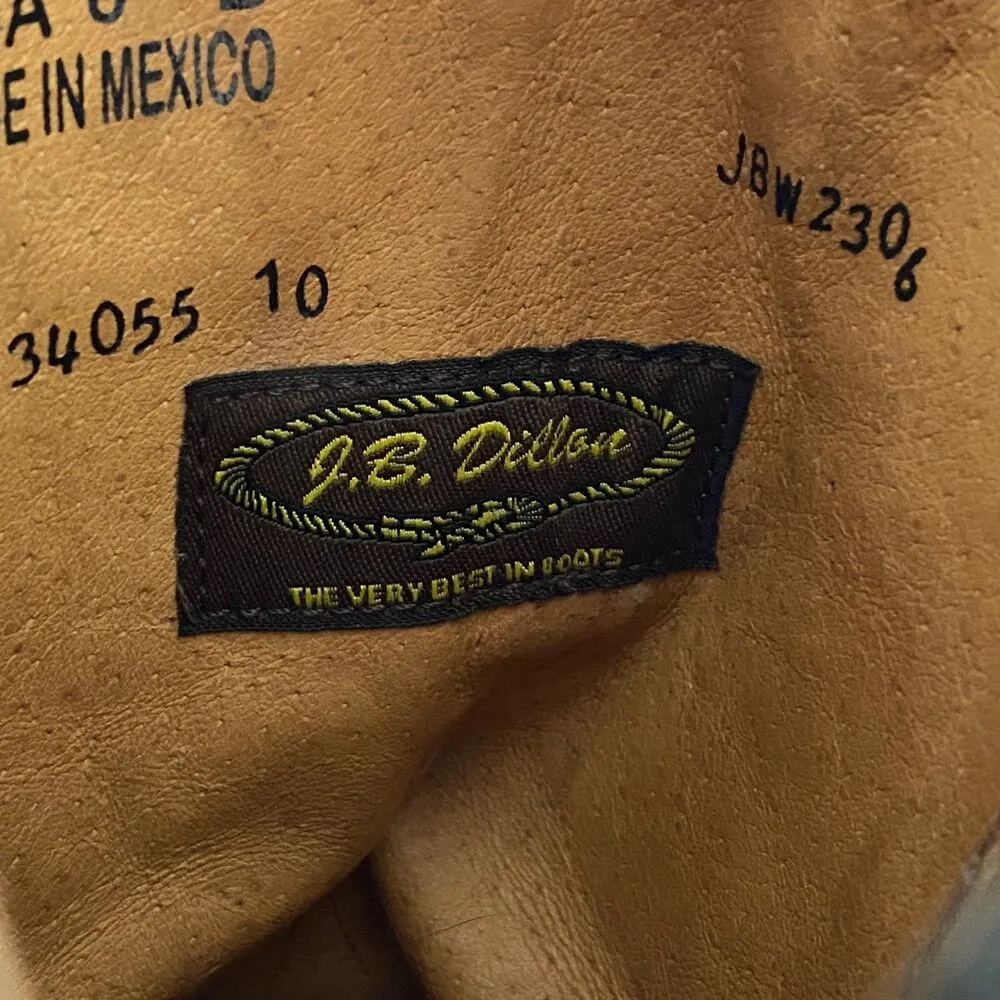 E IN MEXICO
JBW2306
34055 10
J.B. Dillon
THE VERY BEST IN BOOTS